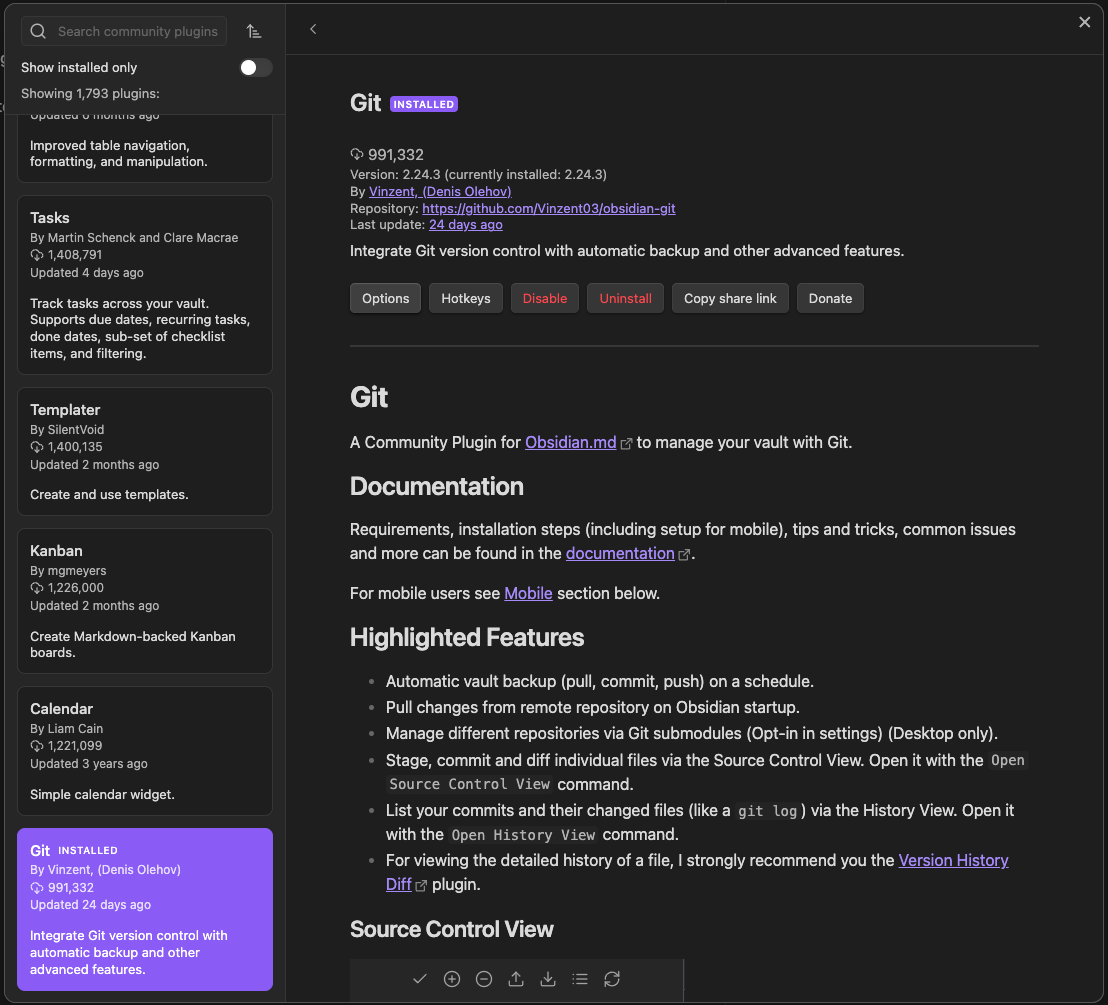 Search community plugins
Show installed only
Showing 1,793 plugins:
Updated 6 months ago
Improved table navigation,
formatting, and manipulation.
Tasks
By Martin Schenck and Clare Macrae
1,408,791
Updated 4 days ago
Track tasks across your vault.
Supports due dates, recurring tasks,
done dates, sub-set of checklist
items, and filtering.
Templater
By SilentVoid
1,400,135
Updated 2 months ago
Create and use templates.
Kanban
By mgmeyers
1,226,000
Updated 2 months ago
Create Markdown-backed Kanban
boards.
Calendar
By Liam Cain
1,221,099
Updated 3 years ago
Simple calendar widget.
Git INSTALLED
By Vinzent, (Denis Olehov)
991,332
Updated 24 days ago
Integrate Git version control with
automatic backup and other
advanced features.
Git INSTALLED
991,332
Version: 2.24.3 (currently installed: 2.24.3)
By Vinzent, (Denis Olehov)
Repository: https://github.com/Vinzent03/obsidian-git
Last update: 24 days ago
Integrate Git version control with automatic backup and other advanced features.
Options Hotkeys Disable Uninstall Copy share link Donate
Git
A Community Plugin for Obsidian.md to manage your vault with Git.
Documentation
Requirements, installation steps (including setup for mobile), tips and tricks, common issues
and more can be found in the documentation.
For mobile users see Mobile section below.
Highlighted Features
• Automatic vault backup (pull, commit, push) on a schedule.
• Pull changes from remote repository on Obsidian startup.
• Manage different repositories via Git submodules (Opt-in in settings) (Desktop only).
• Stage, commit and diff individual files via the Source Control View. Open it with the Open
Source Control View command.
• List your commits and their changed files (like a git log) via the History View. Open it
with the Open History View command.
• For viewing the detailed history of a file, I strongly recommend you the Version History
Diff plugin.
Source Control View